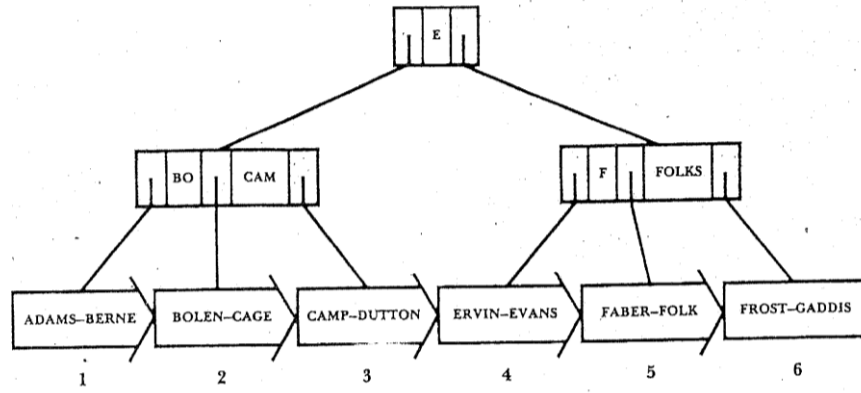 E
BO CAM F FOLKS
ADAMS–BERNE BOLEN–CAGE CAMP–DUTTON ERVIN–EVANS FABER–FOLK FROST–GADDIS
1 2 3 4 5 6